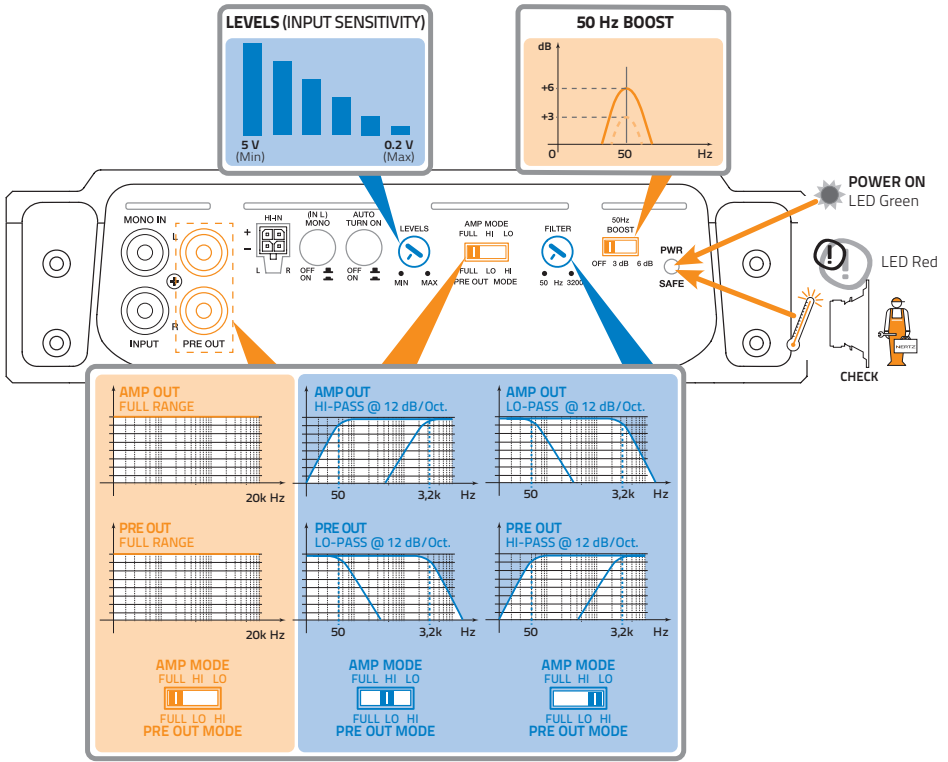 LEVELS (INPUT SENSITIVITY)
5 V
(Min)
0.2 V
(Max)
50 Hz BOOST
dB
+6
+3
0
50
Hz
POWER ON
LED Green
LED Red
CHECK
HERTZ
MONO IN
L
R
INPUT
PRE OUT
HI-IN
+
−
L
R
(IN L)
MONO
OFF
ON
AUTO
TURN ON
OFF
ON
LEVELS
MIN
MAX
AMP MODE
FULL HI LO
FULL LO HI
PRE OUT MODE
FILTER
50 Hz 3200
50Hz
BOOST
OFF 3 dB 6 dB
PWR
SAFE
AMP OUT
FULL RANGE
20k Hz
AMP OUT
HI-PASS @ 12 dB/Oct.
50
3,2k
Hz
AMP OUT
LO-PASS @ 12 dB/Oct.
50
3,2k
Hz
PRE OUT
FULL RANGE
20k Hz
PRE OUT
LO-PASS @ 12 dB/Oct.
50
3,2k
Hz
PRE OUT
HI-PASS @ 12 dB/Oct.
50
3,2k
Hz
AMP MODE
FULL HI LO
FULL LO HI
PRE OUT MODE
AMP MODE
FULL HI LO
FULL LO HI
PRE OUT MODE
AMP MODE
FULL HI LO
FULL LO HI
PRE OUT MODE